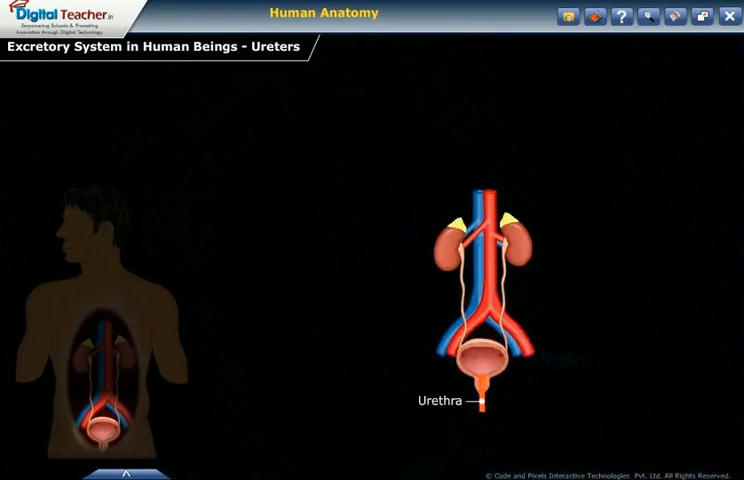 Digital Teacher.in
Empowering Schools & Promoting
Innovation through Digital Technology
Human Anatomy
?
Excretory System in Human Beings - Ureters
Urethra
© Code and Pixels Interactive Technologies Pvt. Ltd. All Rights Reserved.